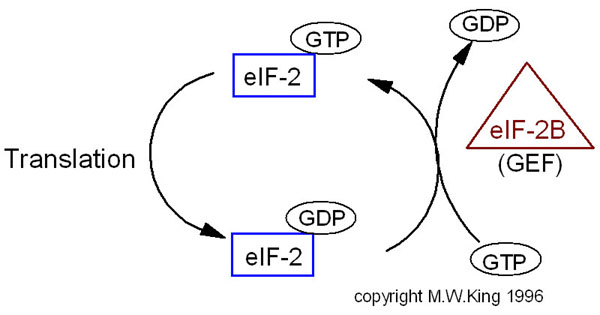 GTP
GDP
eIF-2
eIF-2B
(GEF)
Translation
GDP
eIF-2
GTP
copyright M.W.King 1996